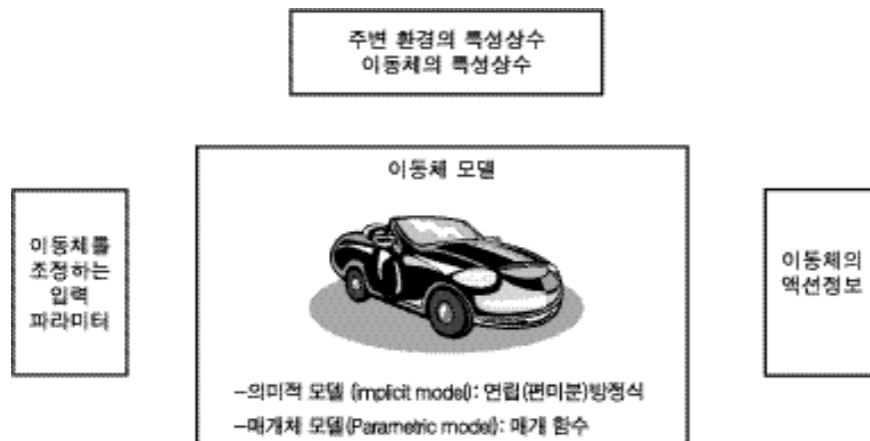 주변 환경의 특성상수
이동체의 특성상수
이동체 모델
이동체를
조정하는
입력
파라미터
이동체의
액션정보
-의미적 모델 (implicit model): 연립(편미분)방정식
-매개체 모델(Parametric model): 매개 함수